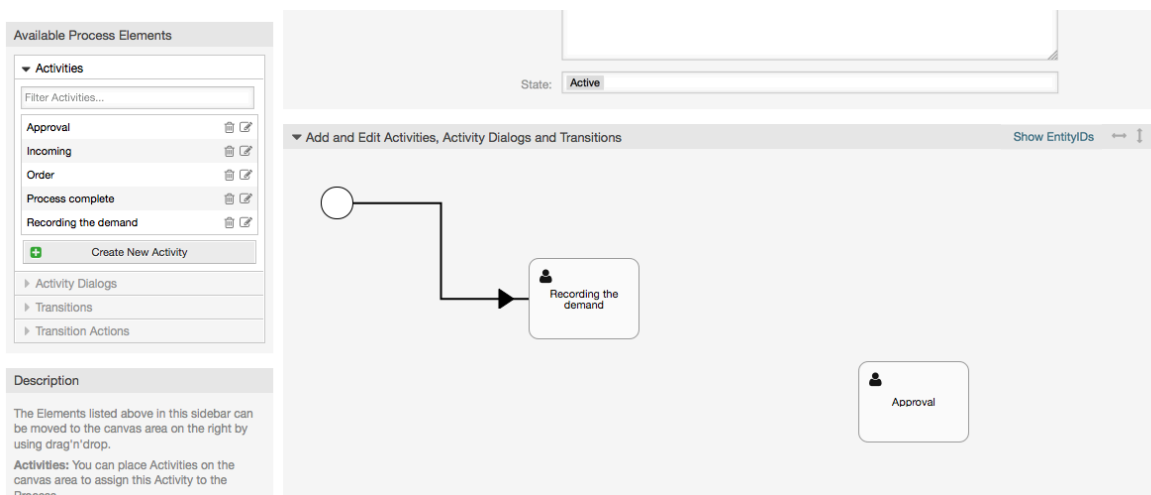 Available Process Elements
Activities
Filter Activities...
Approval
Incoming
Order
Process complete
Recording the demand
Create New Activity
Activity Dialogs
Transitions
Transition Actions
Description
The Elements listed above in this sidebar can
be moved to the canvas area on the right by
using drag'n'drop.
Activities: You can place Activities on the
canvas area to assign this Activity to the
Process
State: Active
Add and Edit Activities, Activity Dialogs and Transitions
Show EntityIDs
Recording the
demand
Approval